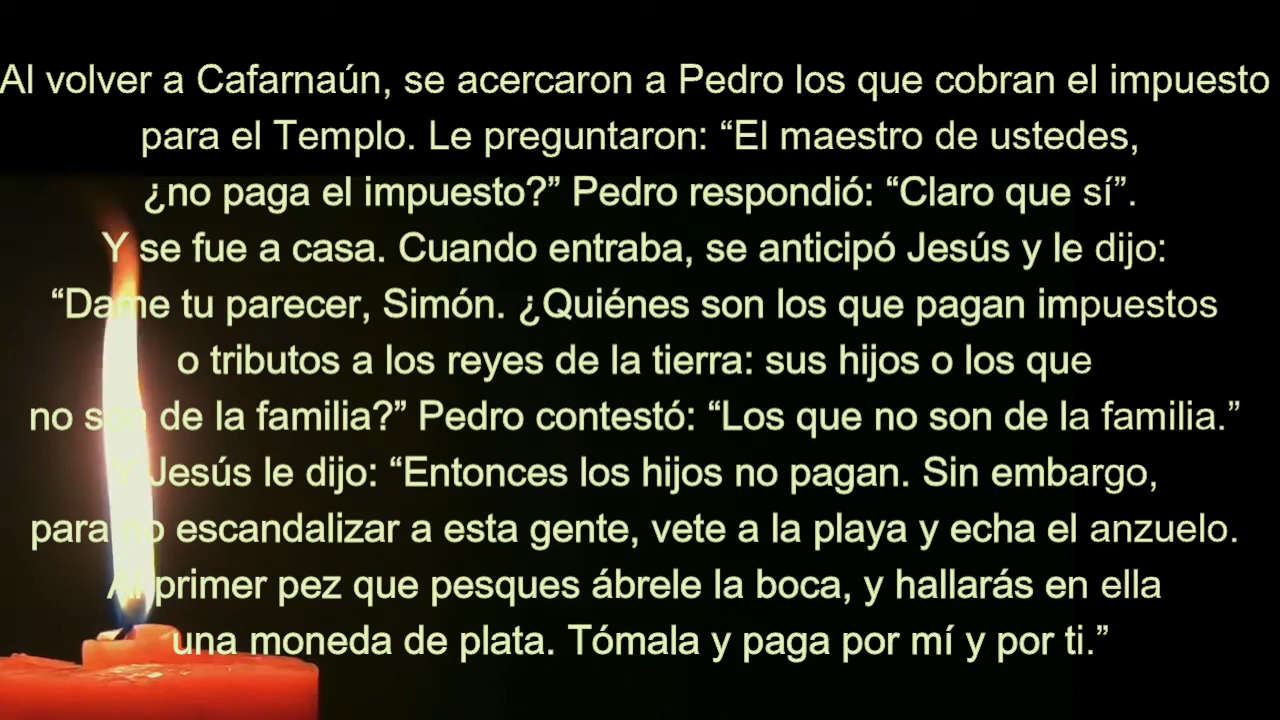 Al volver a Cafarnaún, se acercaron a Pedro los que cobran el impuesto
para el Templo. Le preguntaron: “El maestro de ustedes,
¿no paga el impuesto?” Pedro respondió: “Claro que sí”.
Y se fue a casa. Cuando entraba, se anticipó Jesús y le dijo:
“Dame tu parecer, Simón. ¿Quiénes son los que pagan impuestos
o tributos a los reyes de la tierra: sus hijos o los que
no son de la familia?” Pedro contestó: “Los que no son de la familia.”
Y Jesús le dijo: “Entonces los hijos no pagan. Sin embargo,
para no escandalizar a esta gente, vete a la playa y echa el anzuelo.
Al primer pez que pesques ábrele la boca, y hallarás en ella
una moneda de plata. Tómala y paga por mí y por ti.”